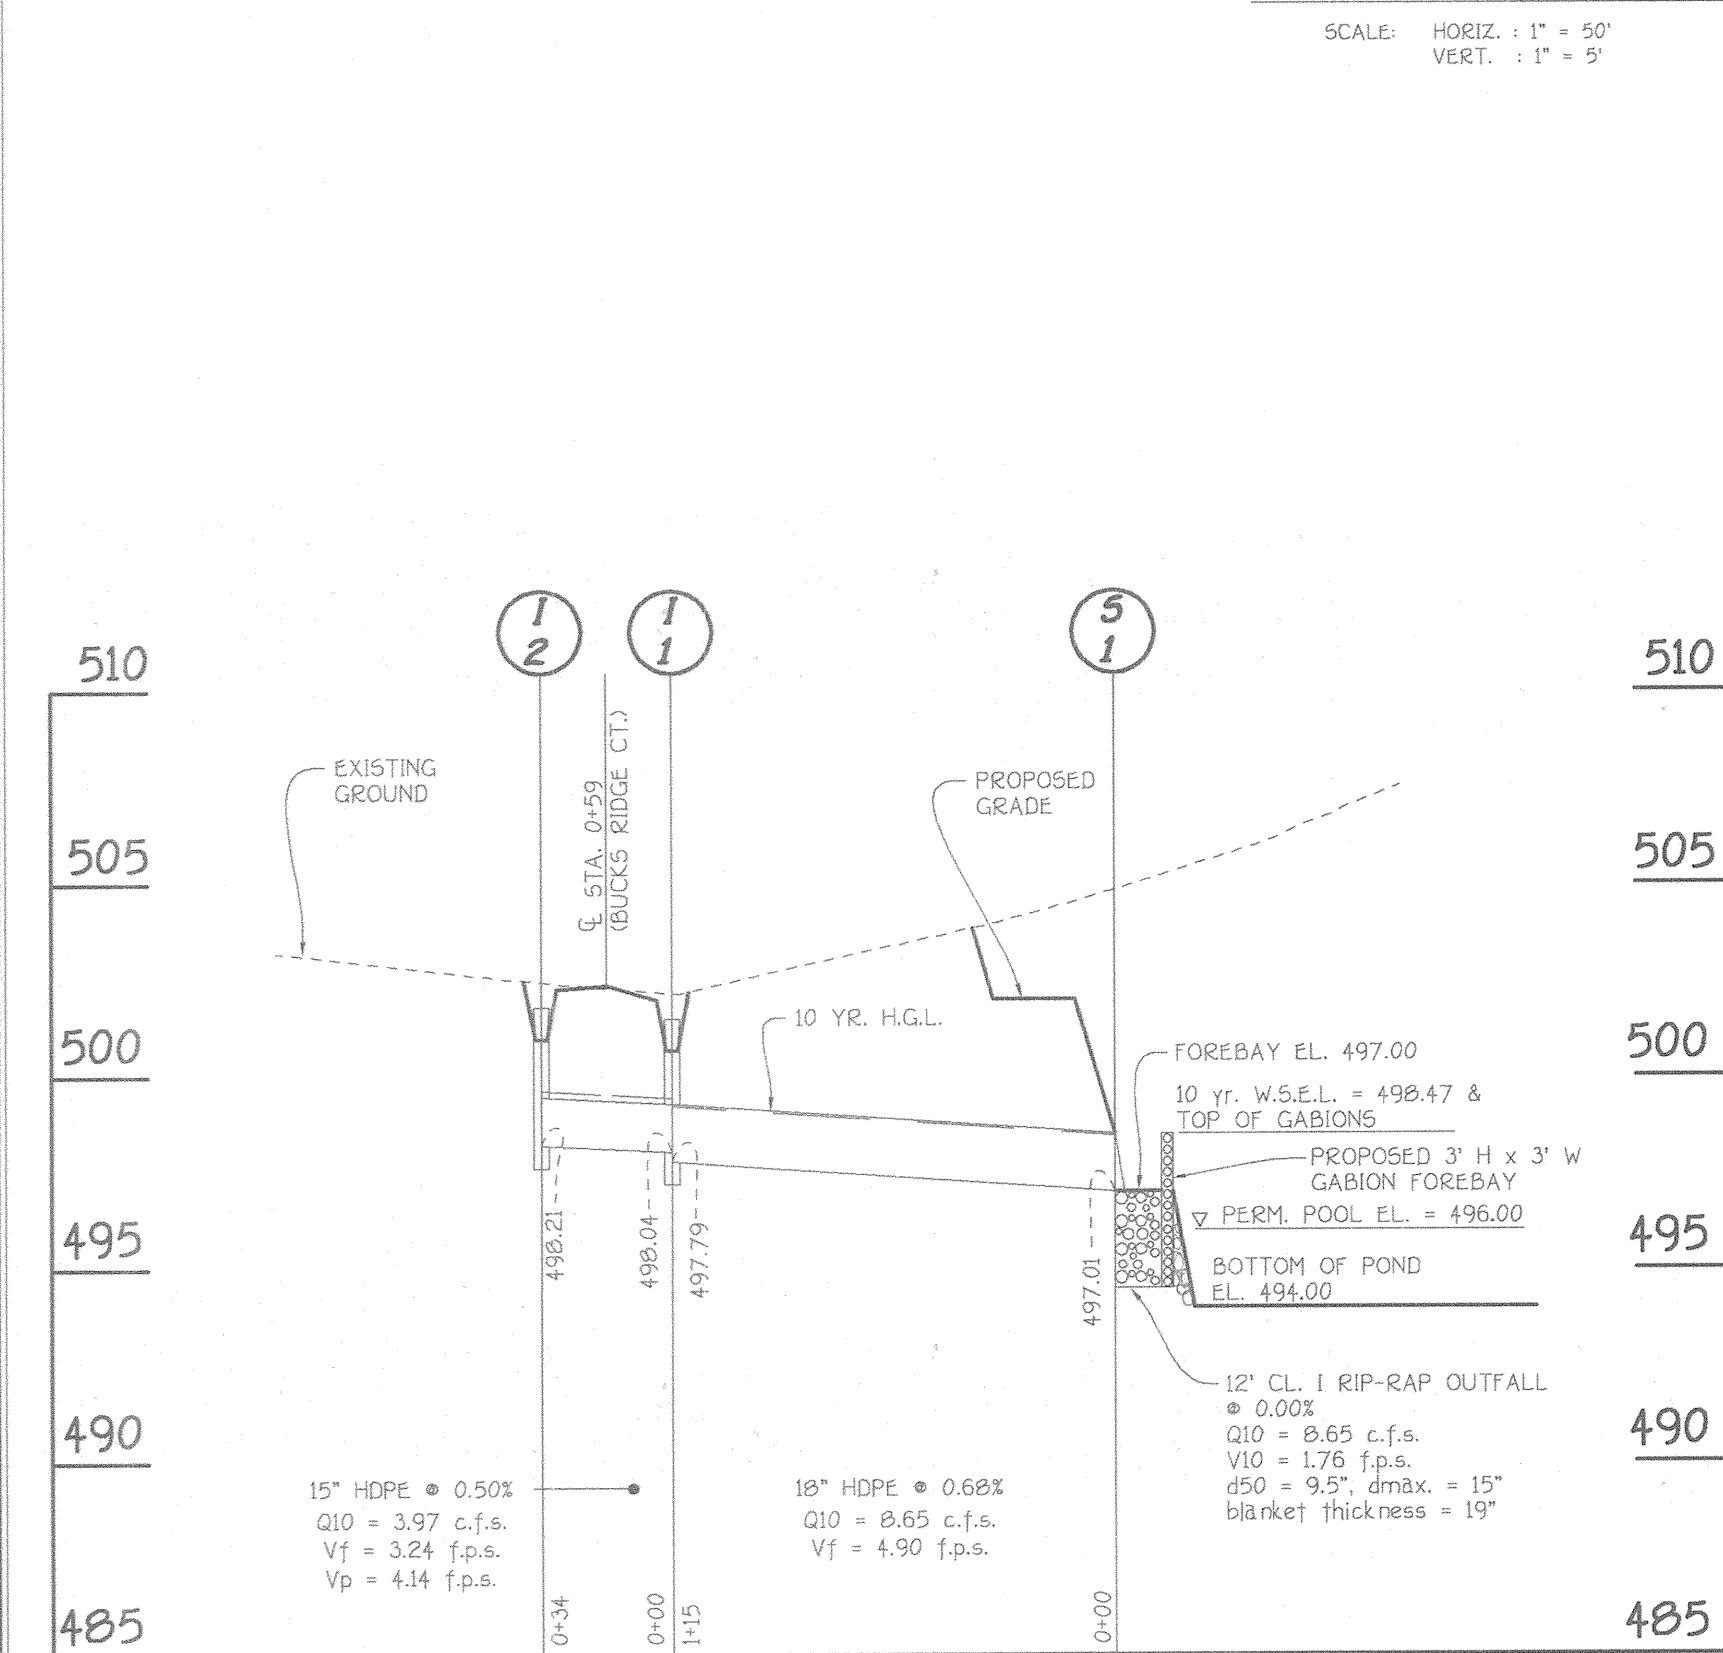 SCALE: HORIZ. : 1" = 50'
VERT. : 1" = 5'
I
2
I
1
S
1
510
510
EXISTING
GROUND
℄ STA. 0+59
(BUCKS RIDGE CT.)
PROPOSED
GRADE
505
505
10 YR. H.G.L.
500
500
FOREBAY EL. 497.00
10 yr. W.S.E.L. = 498.47 &
TOP OF GABIONS
PROPOSED 3' H x 3' W
GABION FOREBAY
PERM. POOL EL. = 496.00
498.21
498.04
497.79
497.01
495
495
BOTTOM OF POND
EL. 494.00
12' CL. I RIP-RAP OUTFALL
@ 0.00%
Q10 = 8.65 c.f.s.
V10 = 1.76 f.p.s.
d50 = 9.5", dmax. = 15"
blanket thickness = 19"
490
490
15" HDPE @ 0.50%
Q10 = 3.97 c.f.s.
Vf = 3.24 f.p.s.
Vp = 4.14 f.p.s.
18" HDPE @ 0.68%
Q10 = 8.65 c.f.s.
Vf = 4.90 f.p.s.
0+34
0+00
1+15
0+00
485
485